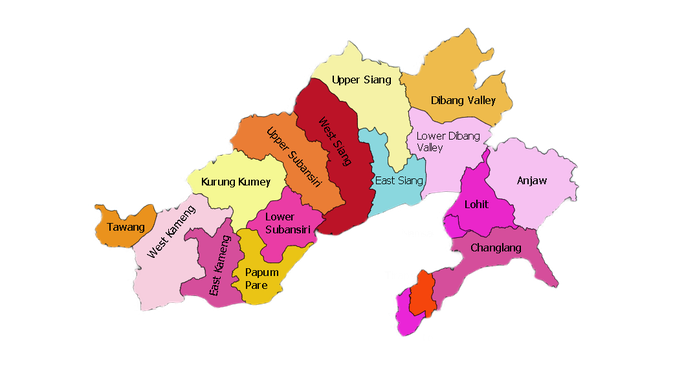 Upper Siang
Dibang Valley
West Siang
Upper Subansiri
Lower Dibang
Valley
East Siang
Anjaw
Kurung Kumey
Lohit
Tawang
West Kameng
Lower
Subansiri
East Kameng
Changlang
Papum
Pare